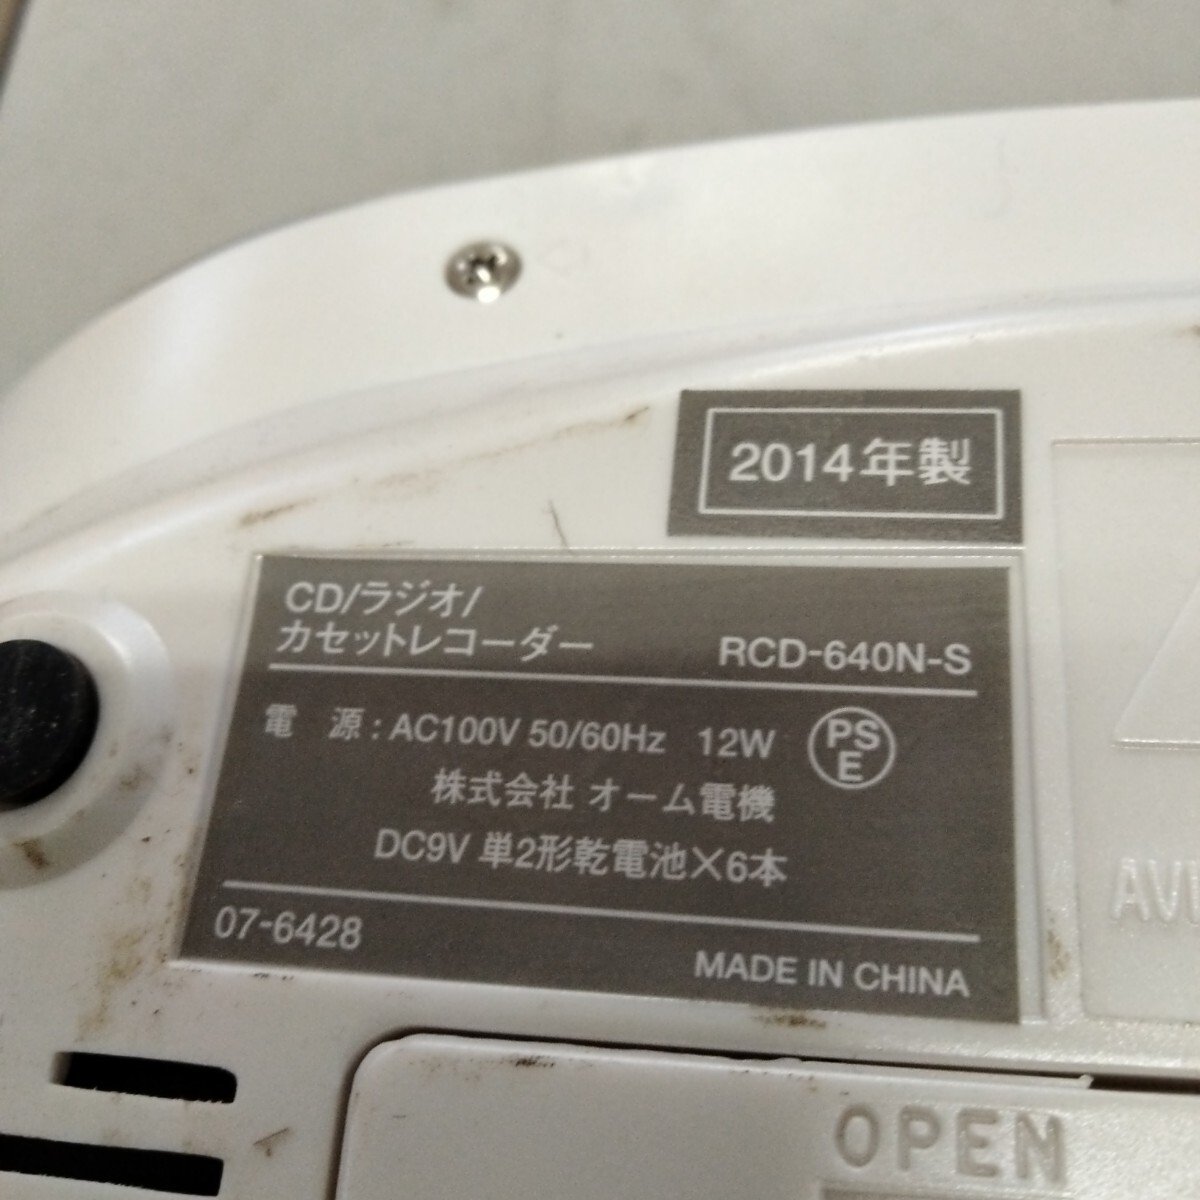 2014年製
CD/ラジオ/
カセットレコーダー RCD-640N-S
電 源 : AC100V 50/60Hz 12W PSE
株式会社 オーム電機
DC9V 単2形乾電池×6本
07-6428
MADE IN CHINA
OPEN